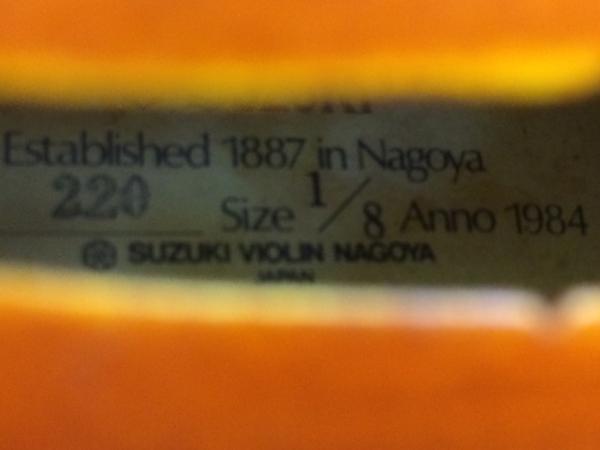 Established 1887 in Nagoya
220 Size 1/8 Anno 1984
SUZUKI VIOLIN NAGOYA
JAPAN